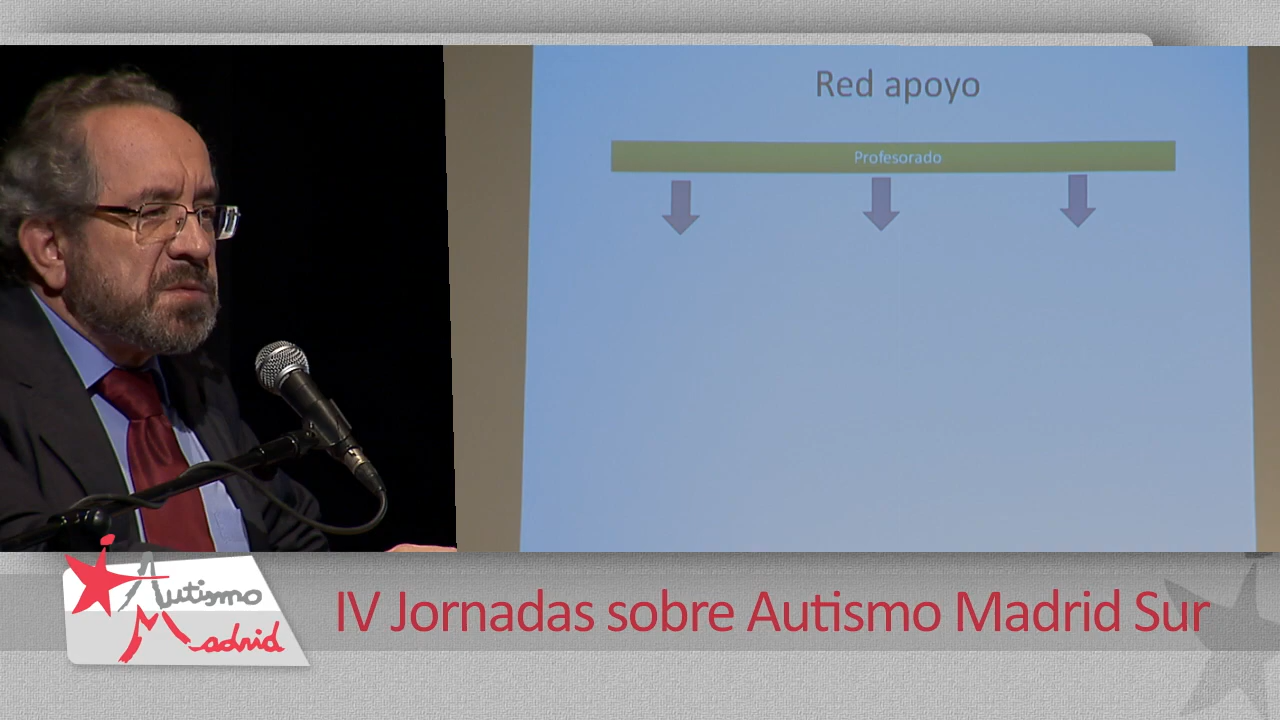 Red apoyo
Profesorado
Autismo
Madrid
IV Jornadas sobre Autismo Madrid Sur